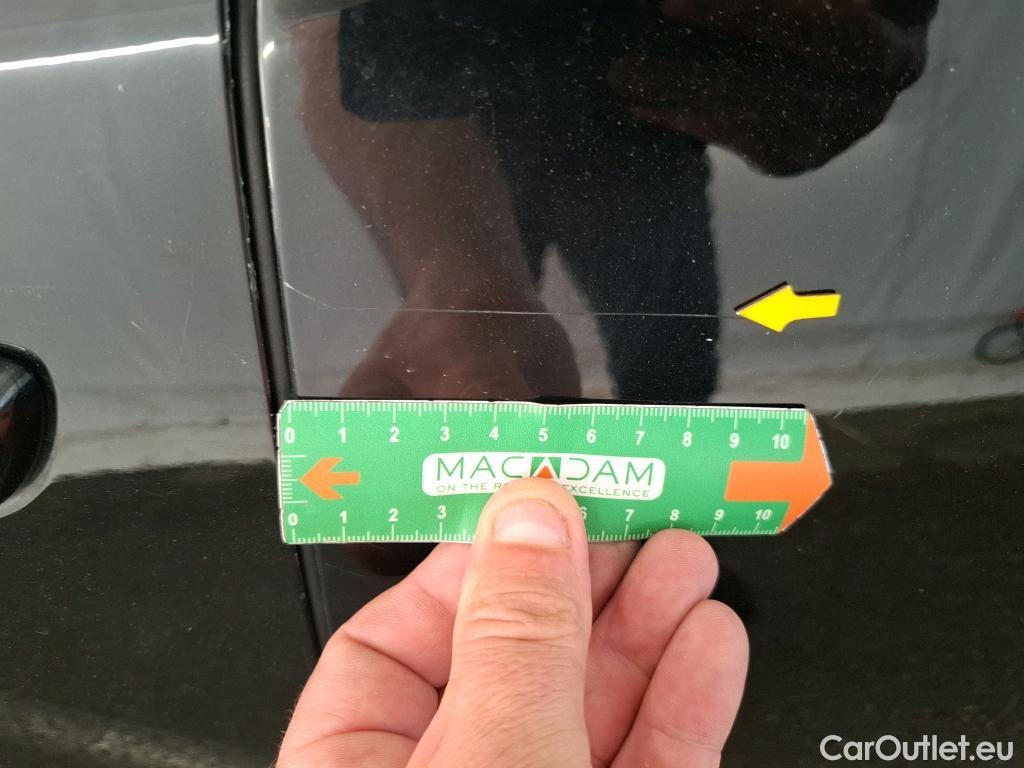 0 1 2 3 4 5 6 7 8 9 10
MACADAM
ON THE R EXCELLENCE
0 1 2 3 6 7 8 9 10
CarOutlet.eu